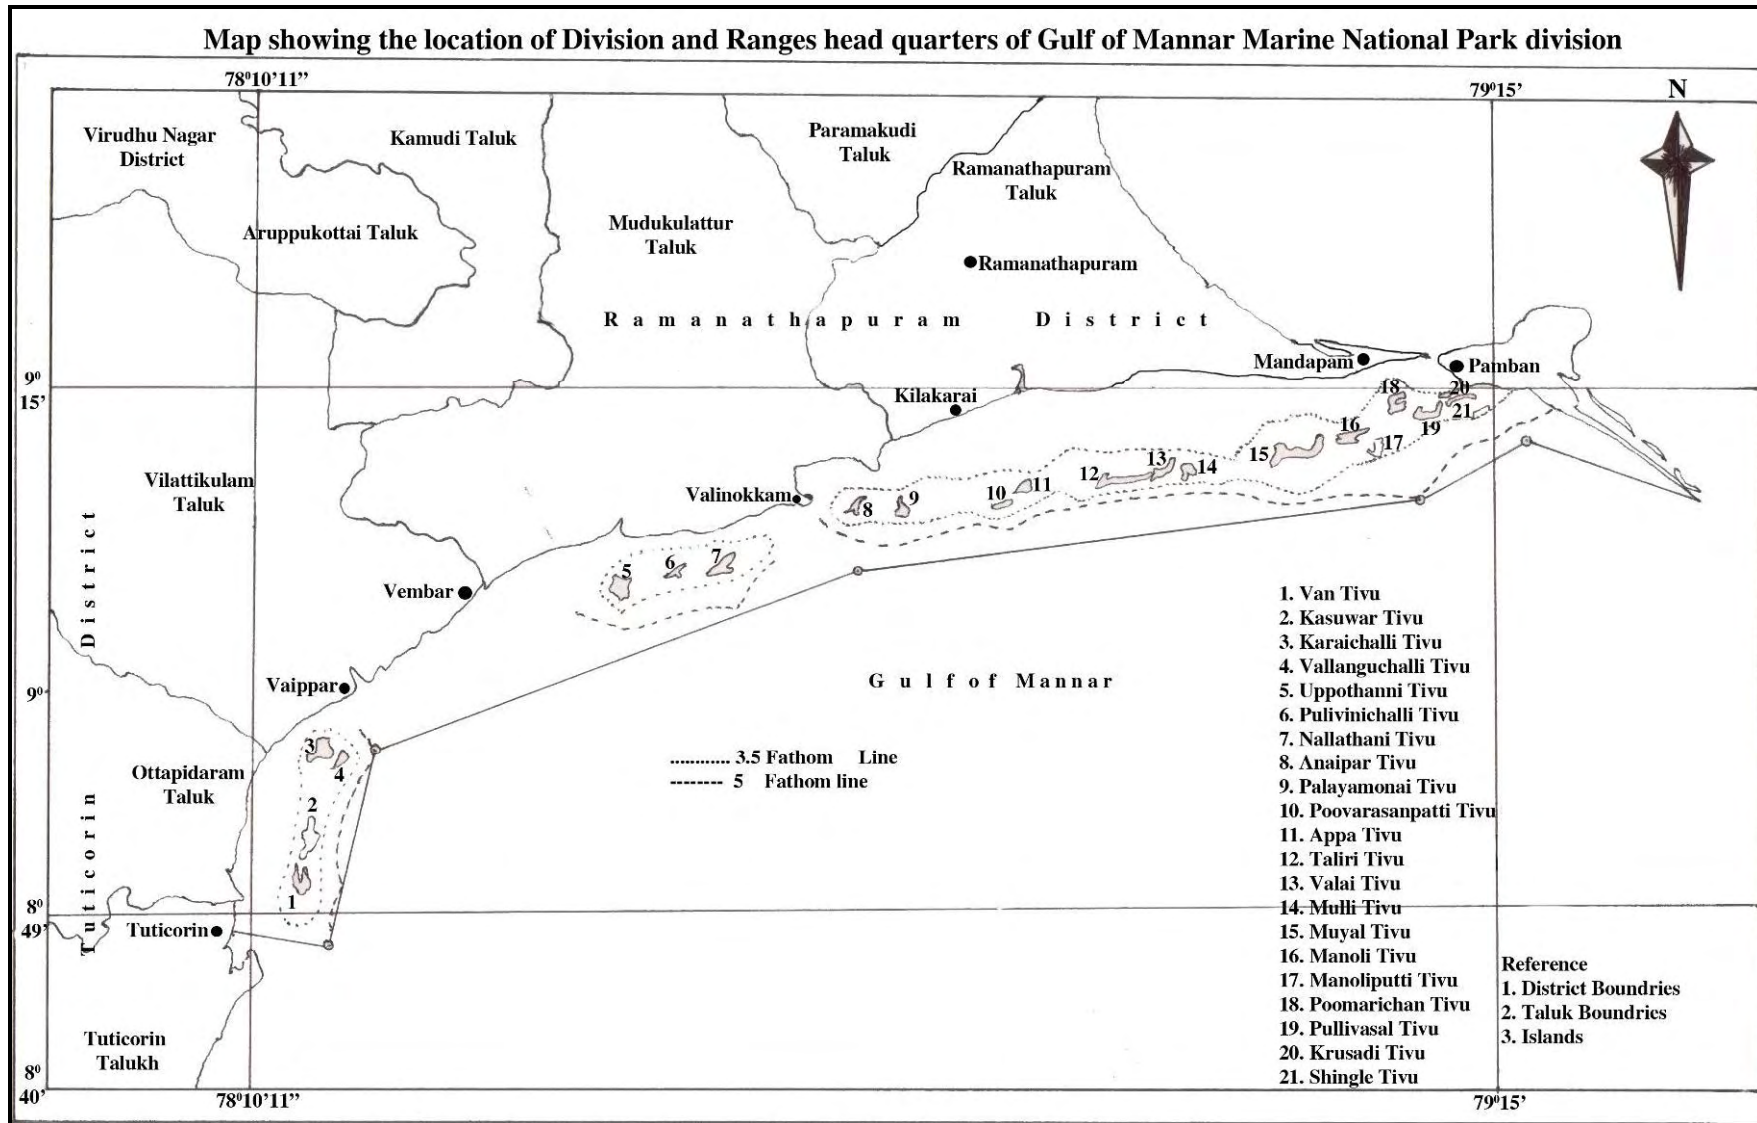 Map showing the location of Division and Ranges head quarters of Gulf of Mannar Marine National Park division
78⁰10’11”
79⁰15’
N
Virudhu Nagar
District
Kamudi Taluk
Paramakudi
Taluk
Ramanathapuram
Taluk
Aruppukottai Taluk
Mudukulattur
Taluk
Ramanathapuram
Ramanathapuram District
Mandapam
Pamban
9⁰
15’
Kilakarai
18
20
19
21
16
17
15
Vilattikulam
Taluk
Valinokkam
12
13
14
10
11
8
9
5
6
7
Vembar
Vaippar
9⁰
Gulf of Mannar
3
4
2
1
Ottapidaram
Taluk
Tuticorin District
.............. 3.5 Fathom Line
-------- 5 Fathom line
8⁰
49’
Tuticorin
Tuticorin
Talukh
8⁰
40’
78⁰10’11”
79⁰15’
1. Van Tivu
2. Kasuwar Tivu
3. Karaichalli Tivu
4. Vallanguchalli Tivu
5. Uppothanni Tivu
6. Pulivinichalli Tivu
7. Nallathani Tivu
8. Anaipar Tivu
9. Palayamonai Tivu
10. Poovarasanpatti Tivu
11. Appa Tivu
12. Taliri Tivu
13. Valai Tivu
14. Mulli Tivu
15. Muyal Tivu
16. Manoli Tivu
17. Manoliputti Tivu
18. Poomarichan Tivu
19. Pullivasal Tivu
20. Krusadi Tivu
21. Shingle Tivu
Reference
1. District Boundries
2. Taluk Boundries
3. Islands